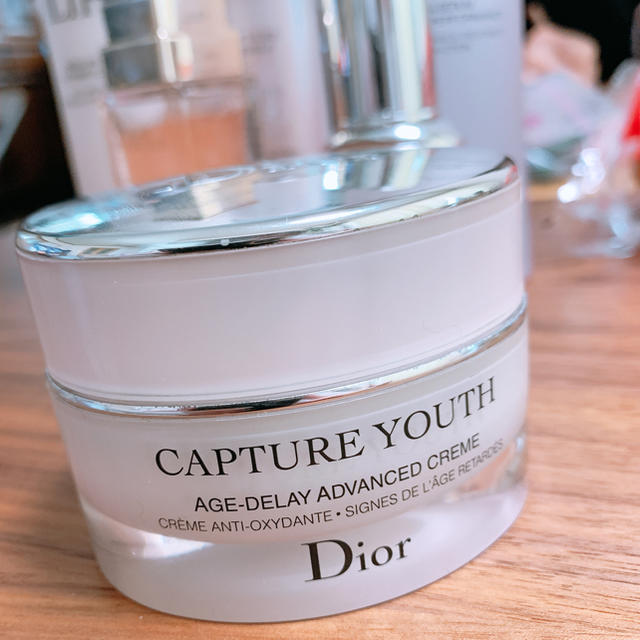 CAPTURE YOUTH
AGE-DELAY ADVANCED CREME
CRÈME ANTI-OXYDANTE • SIGNES DE L'ÂGE RETARDÉS
Dior